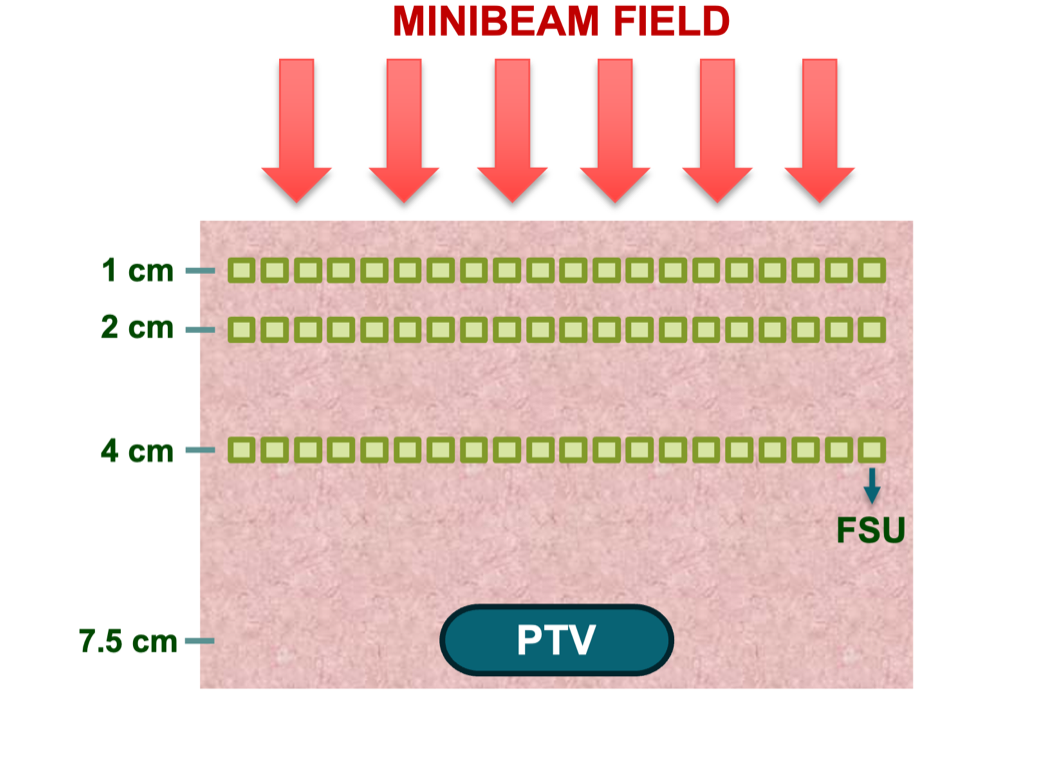 MINIBEAM FIELD
1 cm
2 cm
4 cm
FSU
7.5 cm
PTV